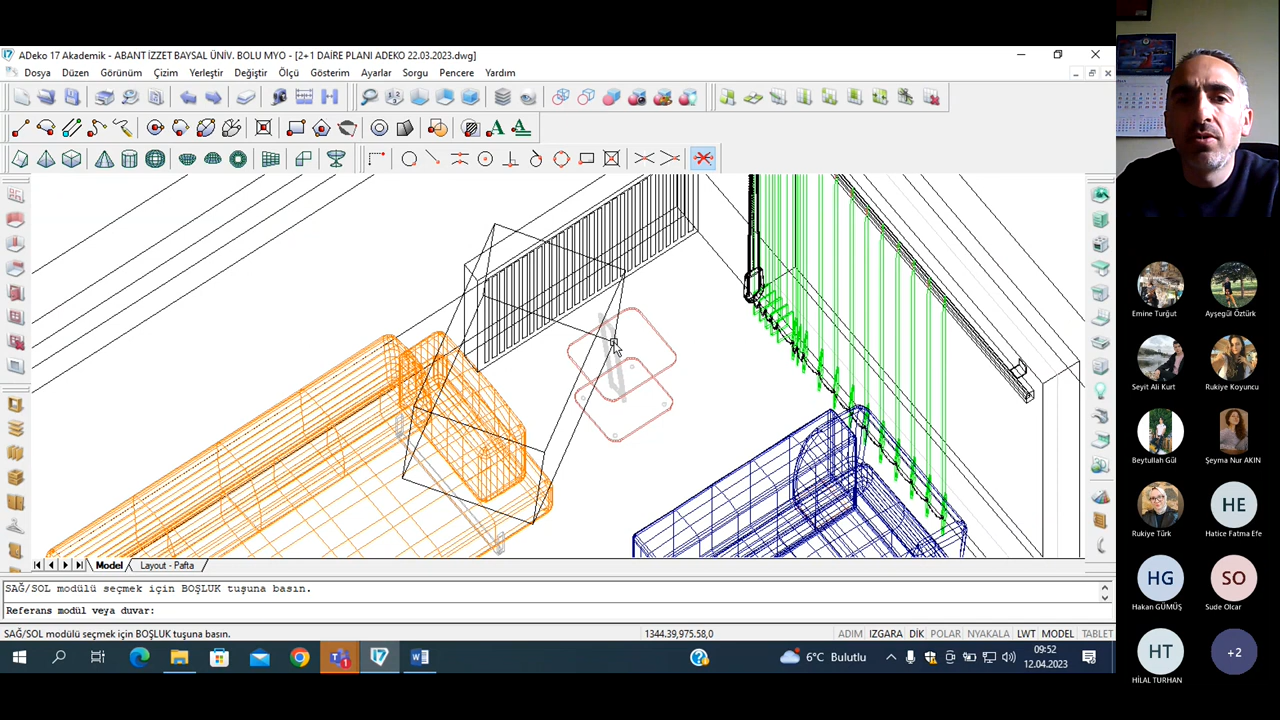 ADeko 17 Akademik - ABANT İZZET BAYSAL ÜNİV. BOLU MYO - [2+1 DAİRE PLANI ADEKO 22.03.2023.dwg]
Dosya Düzen Görünüm Çizim Yerleştir Değiştir Ölçü Gösterim Ayarlar Sorgu Pencere Yardım
Emine Turğut
Ayşegül Öztürk
Seyit Ali Kurt
Rukiye Koyuncu
Beytullah Gül
Şeyma Nur AKIN
HE
Rukiye Türk
Hatice Fatma Efe
Model
Layout - Pafta
HG
SO
Hakan GÜMÜŞ
Sude Olcar
SAĞ/SOL modülü seçmek için BOŞLUK tuşuna basın.
Referans modül veya duvar:
SAĞ/SOL modülü seçmek için BOŞLUK tuşuna basın.
1344.39,975.58,0
ADIM IZGARA DİK POLAR NYAKALA LWT MODEL TABLET
HT
+2
HİLAL TURHAN
6°C Bulutlu
09:52
12.04.2023